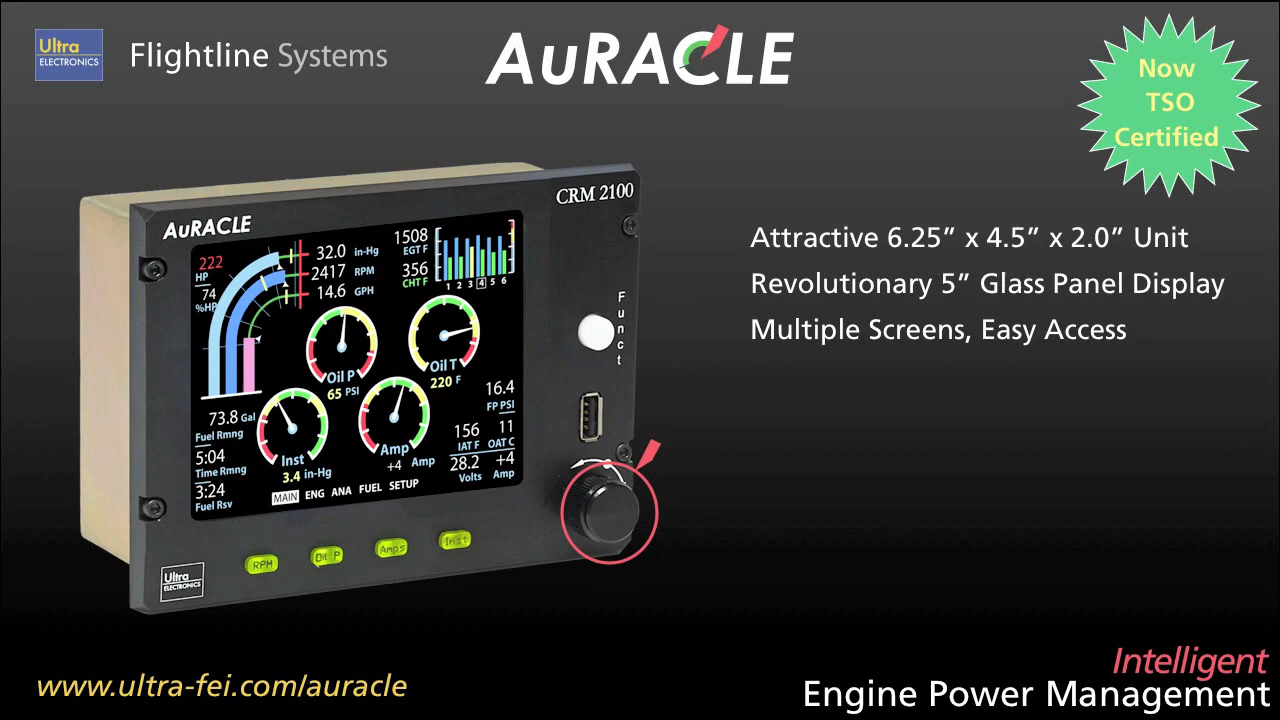 Ultra
ELECTRONICS
Flightline Systems
AuRACLE
Now
TSO
Certified
Attractive 6.25” x 4.5” x 2.0” Unit
Revolutionary 5” Glass Panel Display
Multiple Screens, Easy Access
CRM 2100
AuRACLE
222
HP
74
%HP
32.0 in-Hg
2417 RPM
14.6 GPH
1508
EGT F
356
CHT F
1 2 3 4 5 6
Funct
Oil P
65 PSI
Oil T
220 F
73.8 Gal
Fuel Rmng
5:04
Time Rmng
3:24
Fuel Rsv
Inst
3.4 in-Hg
Amp
+4 Amp
16.4
FP PSI
156
IAT F
11
OAT C
28.2
Volts
+4
Amp
MAIN ENG ANA FUEL SETUP
RPM
Oil P
Amps
Inst
Ultra
ELECTRONICS
www.ultra-fei.com/auracle
Intelligent
Engine Power Management